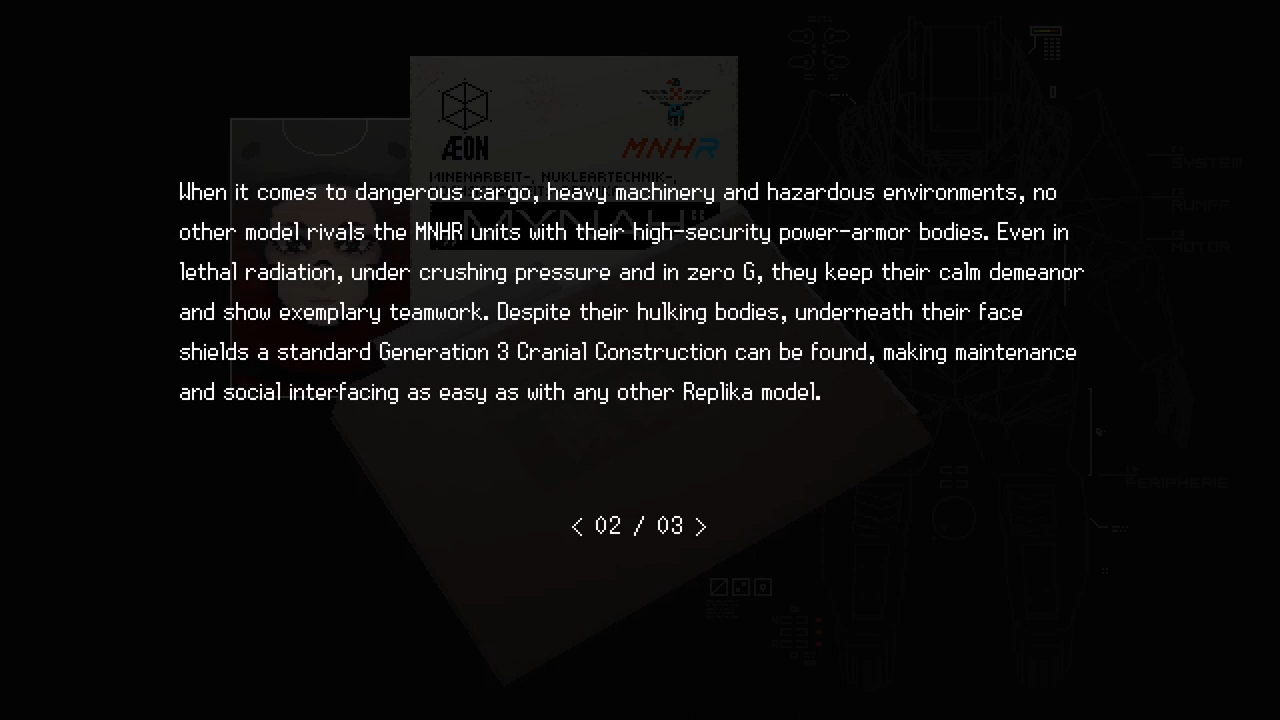 ÆON
MNHR
MINENARBEIT-, NUKLEARTECHNIK-,
"MYNAH"
When it comes to dangerous cargo, heavy machinery and hazardous environments, no
other model rivals the MNHR units with their high-security power-armor bodies. Even in
lethal radiation, under crushing pressure and in zero G, they keep their calm demeanor
and show exemplary teamwork. Despite their hulking bodies, underneath their face
shields a standard Generation 3 Cranial Construction can be found, making maintenance
and social interfacing as easy as with any other Replika model.
< 02 / 03 >
SYSTEM
PUMPE
MOTOR
PERIPHERIE